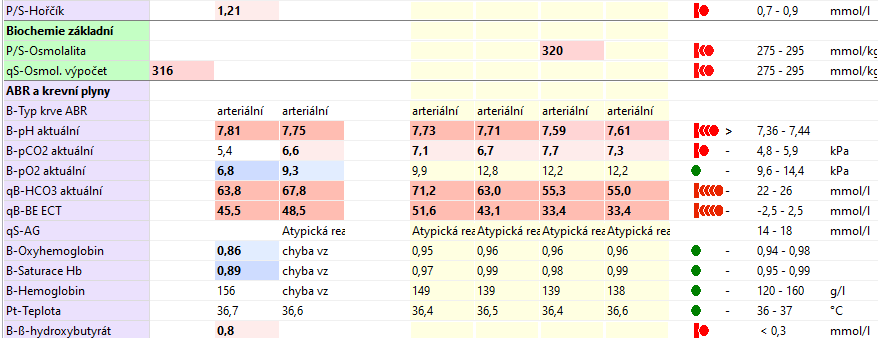 P/S-Hořčík 1,21 0,7 - 0,9 mmol/l
Biochemie základní
P/S-Osmolalita 320 275 - 295 mmol/kg
qS-Osmol. výpočet 316 275 - 295 mmol/kg
ABR a krevní plyny
B-Typ krve ABR arteriální arteriální arteriální arteriální arteriální arteriální
B-pH aktuální 7,81 7,75 7,73 7,71 7,59 7,61 > 7,36 - 7,44
B-pCO2 aktuální 5,4 6,6 7,1 6,7 7,7 7,3 - 4,8 - 5,9 kPa
B-pO2 aktuální 6,8 9,3 9,9 12,8 12,2 12,2 - 9,6 - 14,4 kPa
qB-HCO3 aktuální 63,8 67,8 71,2 63,0 55,3 55,0 - 22 - 26 mmol/l
qB-BE ECT 45,5 48,5 51,6 43,1 33,4 33,4 - -2,5 - 2,5 mmol/l
qS-AG Atypická rea Atypická rea Atypická rea Atypická rea Atypická rea 14 - 18 mmol/l
B-Oxyhemoglobin 0,86 chyba vz 0,95 0,96 0,96 0,96 - 0,94 - 0,98
B-Saturace Hb 0,89 chyba vz 0,97 0,99 0,98 0,99 - 0,95 - 0,99
B-Hemoglobin 156 chyba vz 149 139 139 138 - 120 - 160 g/l
Pt-Teplota 36,7 36,6 36,4 36,5 36,4 36,6 - 36 - 37 °C
B-ß-hydroxybutyrát 0,8 < 0,3 mmol/l